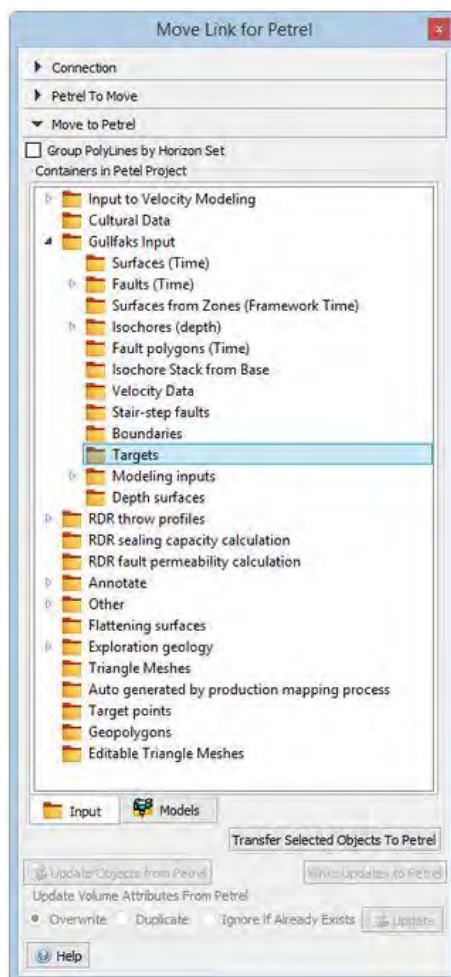 Move Link for Petrel
x
Connection
Petrel To Move
Move to Petrel
Group PolyLines by Horizon Set
Containers in Petel Project
Input to Velocity Modeling
Cultural Data
Gullfaks Input
Surfaces (Time)
Faults (Time)
Surfaces from Zones (Framework Time)
Isochores (depth)
Fault polygons (Time)
Isochore Stack from Base
Velocity Data
Stair-step faults
Boundaries
Targets
Modeling inputs
Depth surfaces
RDR throw profiles
RDR sealing capacity calculation
RDR fault permeability calculation
Annotate
Other
Flattening surfaces
Exploration geology
Triangle Meshes
Auto generated by production mapping process
Target points
Geopolygons
Editable Triangle Meshes
Input Models
Transfer Selected Objects To Petrel
Update Objects from Petrel Write Updates to Petrel
Update Volume Attributes From Petrel
Overwrite Duplicate Ignore If Already Exists Update
Help